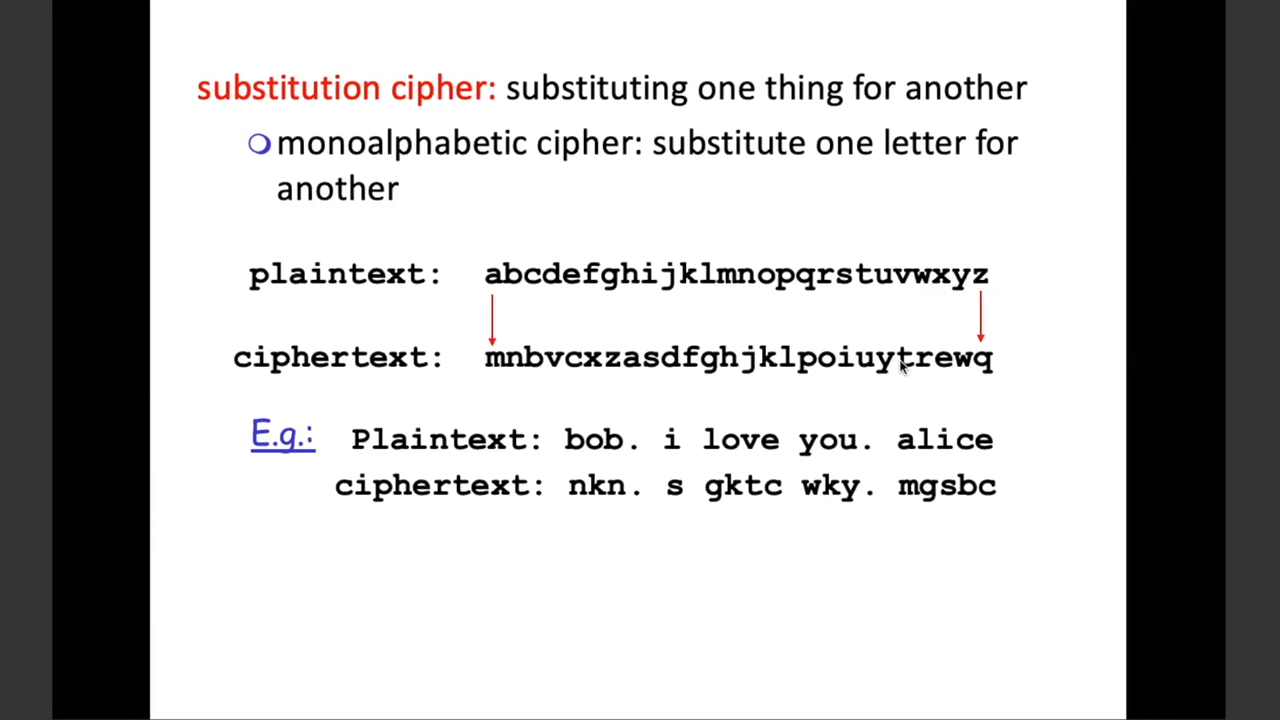 substitution cipher: substituting one thing for another
monoalphabetic cipher: substitute one letter for
another
plaintext: abcdefghijklmnopqrstuvwxyz
ciphertext: mnbvcxzasdfghjklpoiuytrewq
E.g.: Plaintext: bob. i love you. alice
ciphertext: nkn. s gktc wky. mgsbc